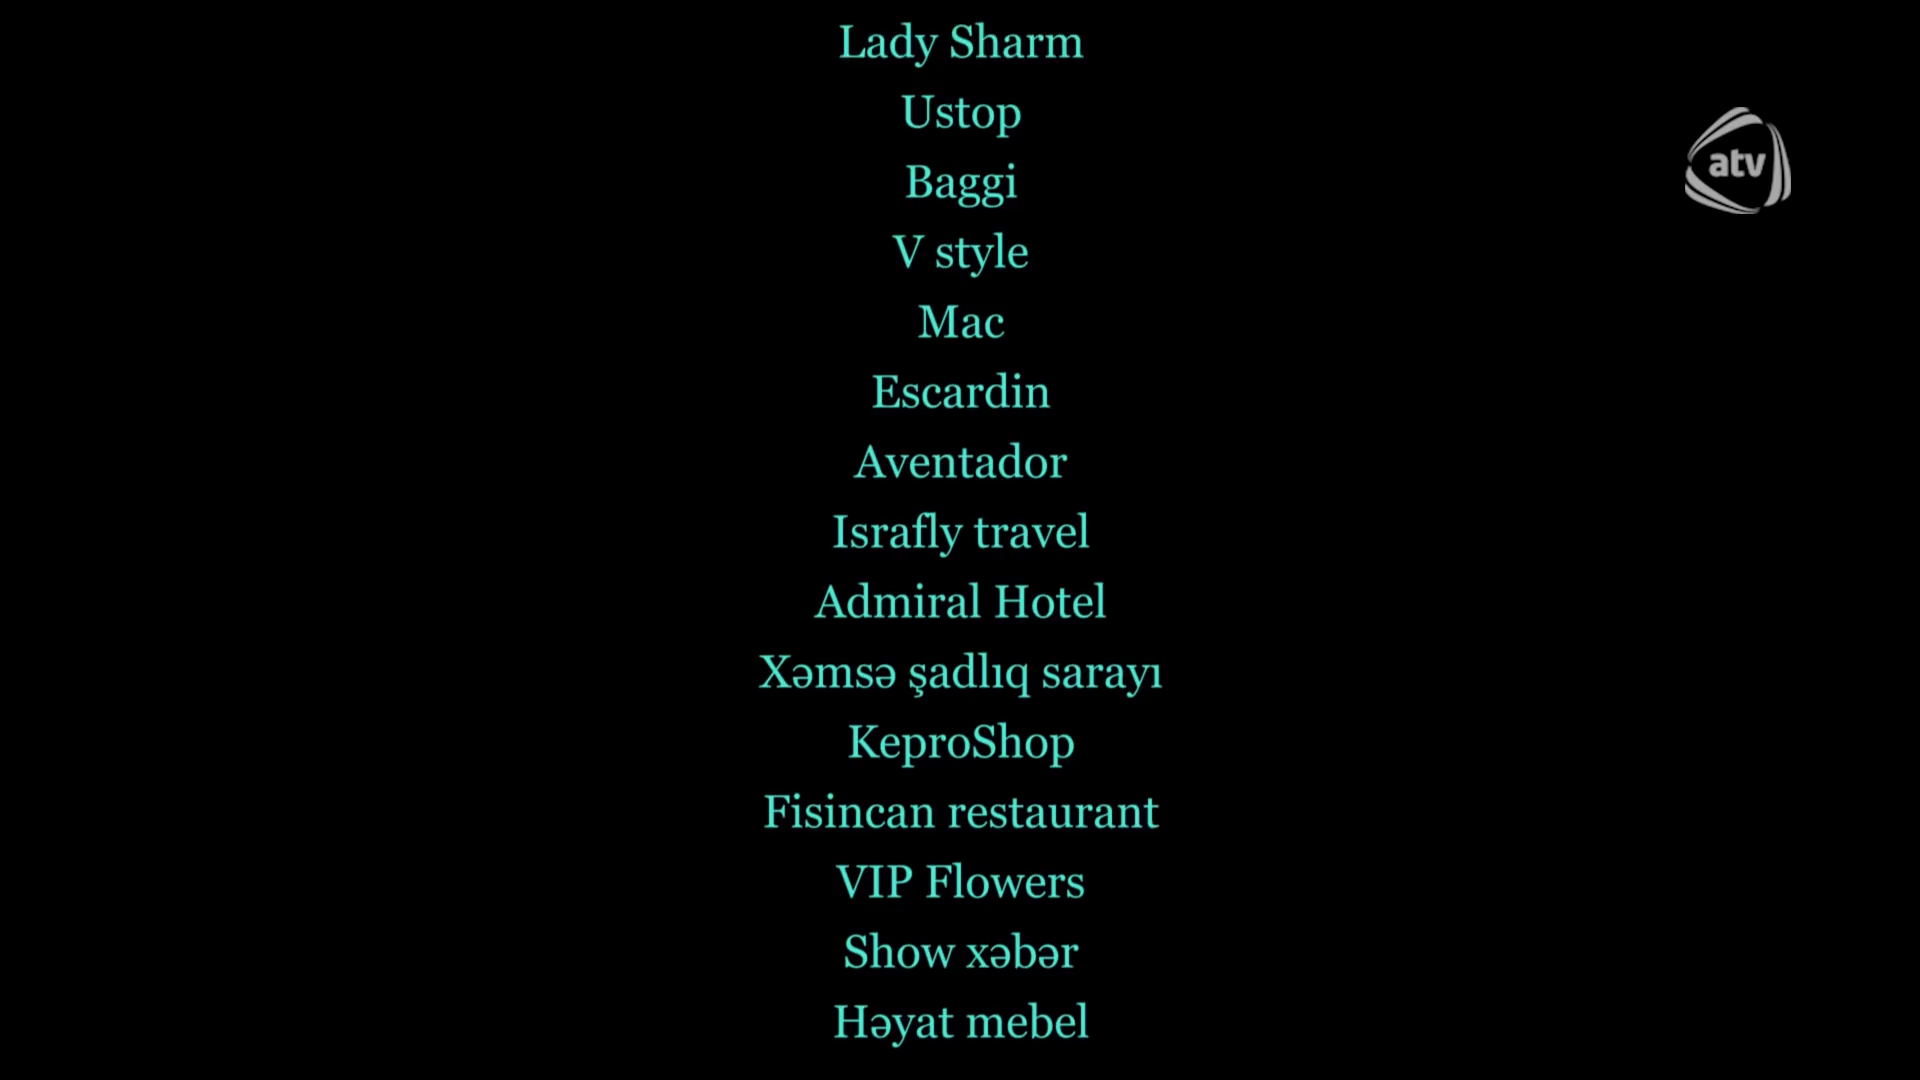 Lady Sharm
Ustop
atv
Baggi
V style
Mac
Escardin
Aventador
Israfly travel
Admiral Hotel
Xəmsə şadlıq sarayı
KeproShop
Fisincan restaurant
VIP Flowers
Show xəbər
Həyat mebel